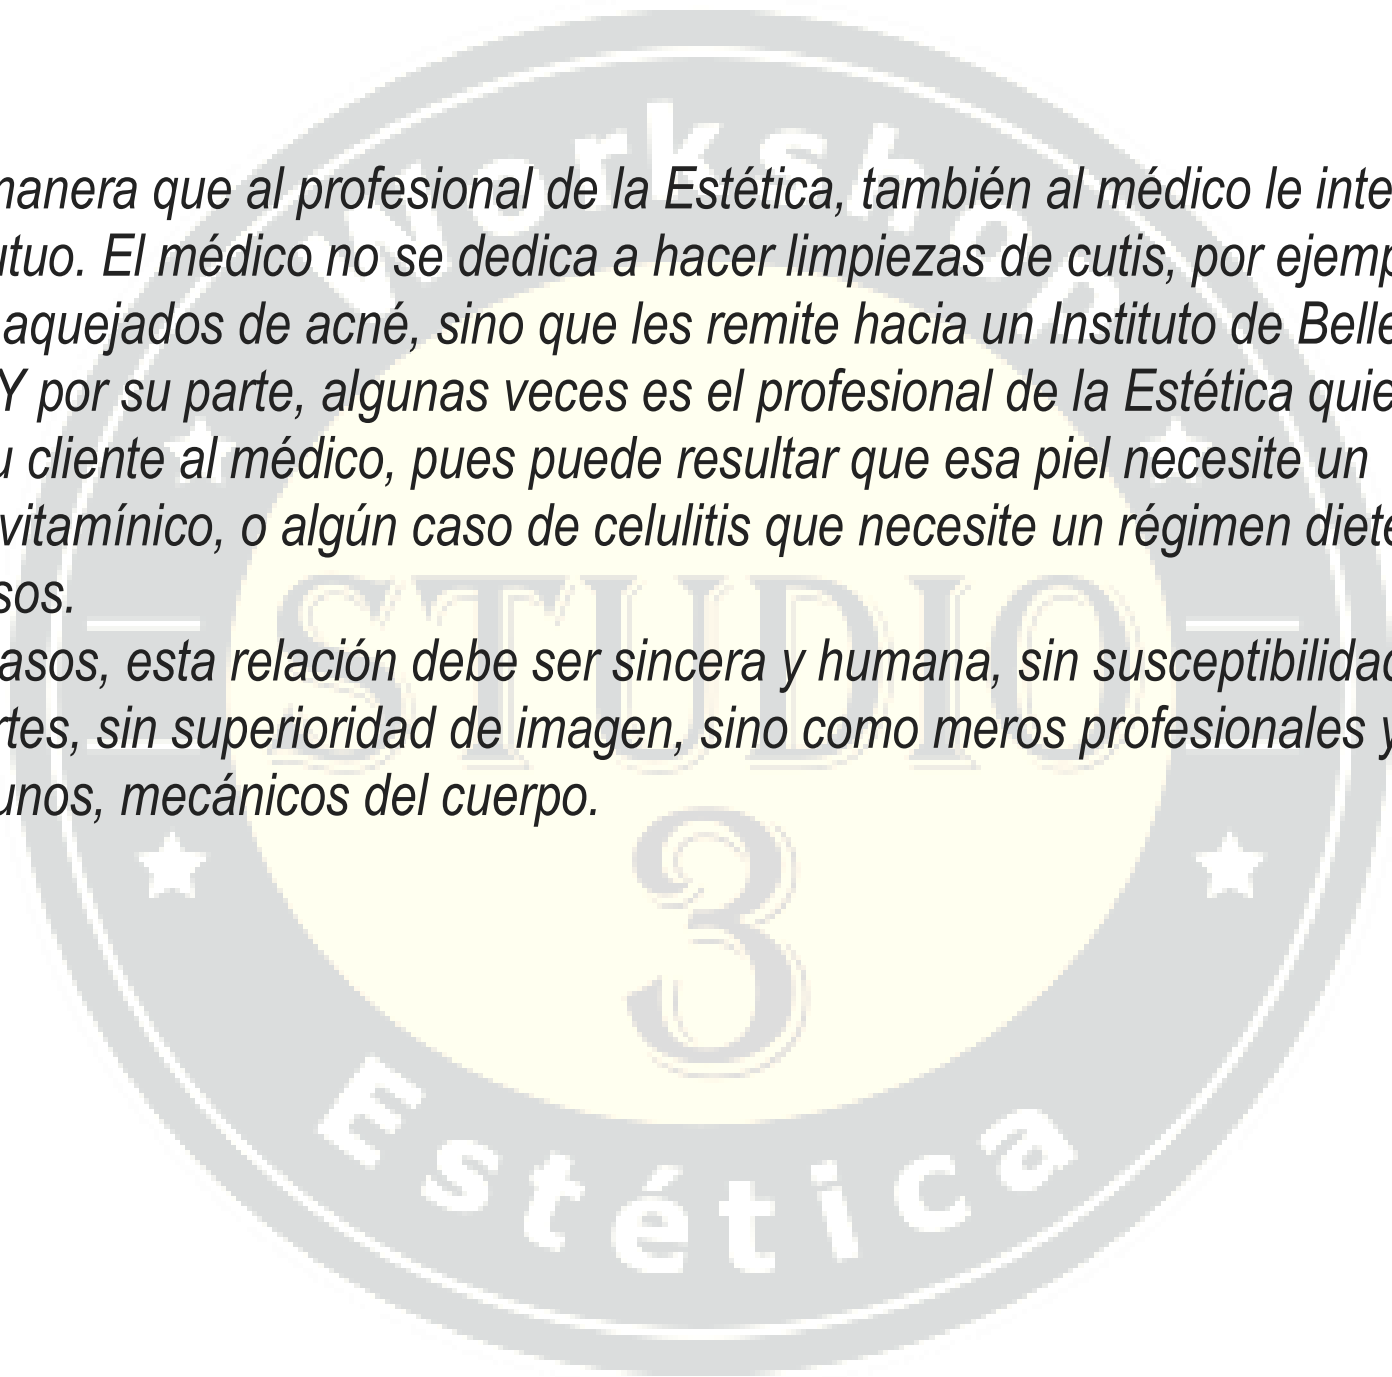 Workshop
manera que al profesional de la Estética, también al médico le inte
utuo. El médico no se dedica a hacer limpiezas de cutis, por ejemp
aquejados de acné, sino que les remite hacia un Instituto de Belle
Y por su parte, algunas veces es el profesional de la Estética quie
u cliente al médico, pues puede resultar que esa piel necesite un
vitamínico, o algún caso de celulitis que necesite un régimen diete
sos.
asos, esta relación debe ser sincera y humana, sin susceptibilidad
rtes, sin superioridad de imagen, sino como meros profesionales y
unos, mecánicos del cuerpo.
STUDIO
3
Estética